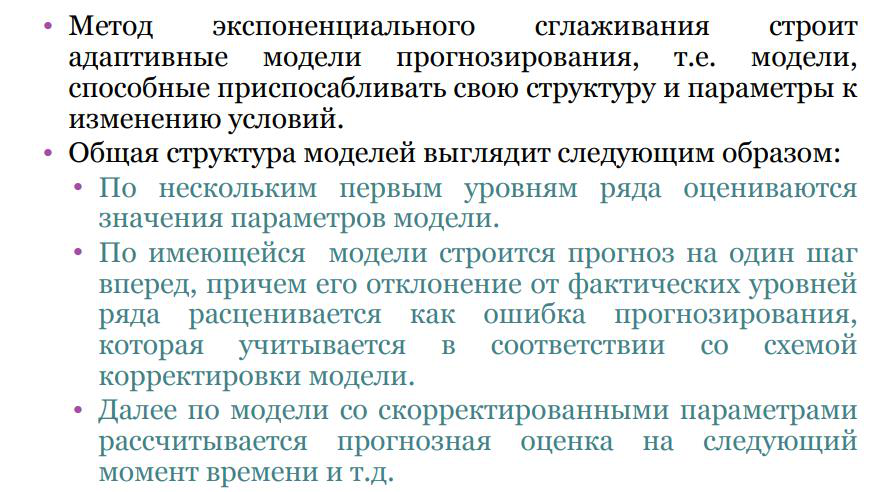 • Метод экспоненциального сглаживания строит
адаптивные модели прогнозирования, т.е. модели,
способные приспосабливать свою структуру и параметры к
изменению условий.
• Общая структура моделей выглядит следующим образом:
• По нескольким первым уровням ряда оцениваются
значения параметров модели.
• По имеющейся модели строится прогноз на один шаг
вперед, причем его отклонение от фактических уровней
ряда расценивается как ошибка прогнозирования,
которая учитывается в соответствии со схемой
корректировки модели.
• Далее по модели со скорректированными параметрами
рассчитывается прогнозная оценка на следующий
момент времени и т.д.